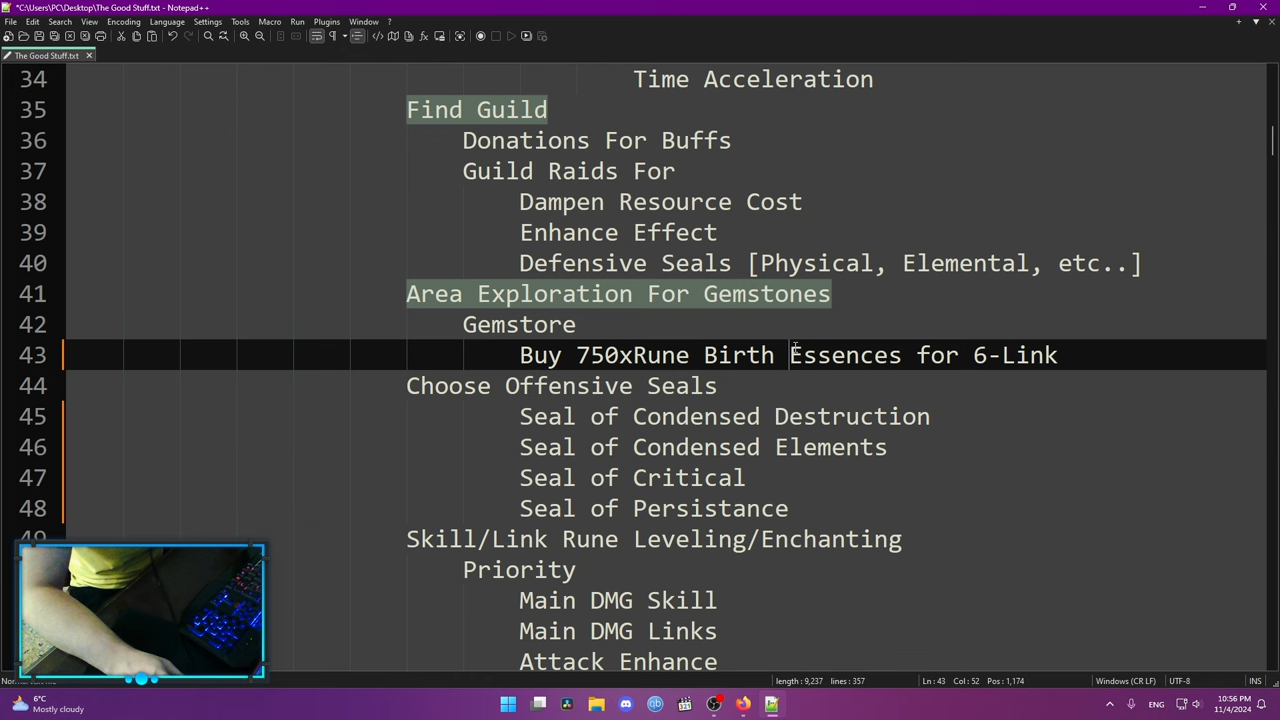 *C:\Users\PC\Desktop\The Good Stuff.txt - Notepad++
File Edit Search View Encoding Language Settings Tools Macro Run Plugins Window ?
The Good Stuff.txt
34 Time Acceleration
35 Find Guild
36 Donations For Buffs
37 Guild Raids For
38 Dampen Resource Cost
39 Enhance Effect
40 Defensive Seals [Physical, Elemental, etc..]
41 Area Exploration For Gemstones
42 Gemstore
43 Buy 750xRune Birth Essences for 6-Link
44 Choose Offensive Seals
45 Seal of Condensed Destruction
46 Seal of Condensed Elements
47 Seal of Critical
48 Seal of Persistance
49 Skill/Link Rune Leveling/Enchanting
Priority
Main DMG Skill
Main DMG Links
Attack Enhance
length : 9,237 lines : 357 Ln : 43 Col : 52 Pos : 1,174 Windows (CR LF) UTF-8 INS
6°C
Mostly cloudy
ENG
10:56 PM
11/4/2024